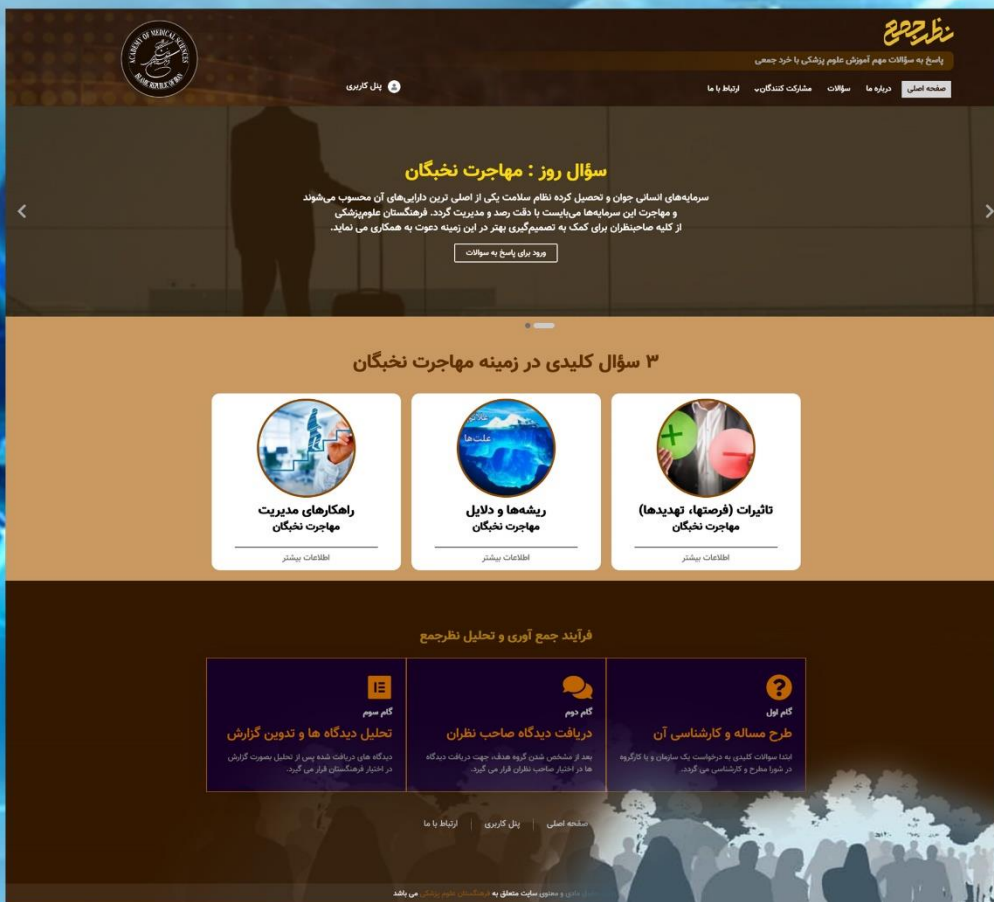 نظرجمع
پاسخ به سؤالات مهم آموزش علوم پزشکی با خرد جمعی
ACADEMY OF MEDICAL SCIENCES
ISLAMIC REPUBLIC OF IRAN
صفحه اصلی
درباره ما
سؤالات
مشارکت کنندگان
ارتباط با ما
پنل کاربری
سؤال روز : مهاجرت نخبگان
سرمایه‌های انسانی جوان و تحصیل کرده نظام سلامت یکی از اصلی ترین دارایی‌های آن محسوب می‌شوند
و مهاجرت این سرمایه‌ها می‌بایست با دقت رصد و مدیریت گردد. فرهنگستان علوم‌پزشکی
از کلیه صاحبنظران برای کمک به تصمیم‌گیری بهتر در این زمینه دعوت به همکاری می نماید.
ورود برای پاسخ به سوالات
۳ سؤال کلیدی در زمینه مهاجرت نخبگان
تاثیرات (فرصتها، تهدیدها)
مهاجرت نخبگان
اطلاعات بیشتر
علت‌ها
ریشه‌ها و دلایل
مهاجرت نخبگان
اطلاعات بیشتر
راهکارهای مدیریت
مهاجرت نخبگان
اطلاعات بیشتر
فرآیند جمع آوری و تحلیل نظرجمع
گام اول
طرح مساله و کارشناسی آن
ابتدا سوالات کلیدی به درخواست یک سازمان و یا کارگروه
در شورا مطرح و کارشناسی می گردد.
گام دوم
دریافت دیدگاه صاحب نظران
بعد از مشخص شدن گروه هدف، جهت دریافت دیدگاه
ها در اختیار صاحب نظران قرار می گیرد.
گام سوم
تحلیل دیدگاه ها و تدوین گزارش
دیدگاه های دریافت شده پس از تحلیل بصورت گزارش
در اختیار فرهنگستان قرار می گیرد.
صفحه اصلی
پنل کاربری
ارتباط با ما
مادی و معنوی سایت متعلق به فرهنگستان علوم پزشکی می باشد